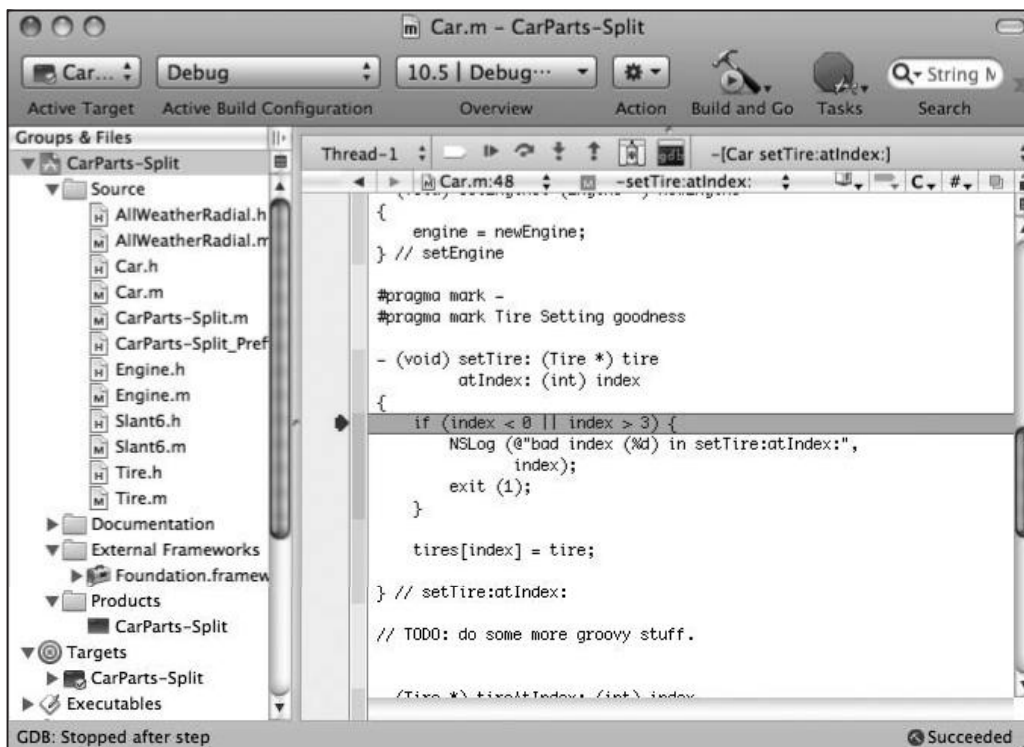 Car.m – CarParts-Split
Car...
Debug
10.5 | Debug...
String M
Active Target
Active Build Configuration
Overview
Action
Build and Go
Tasks
Search
Groups & Files
CarParts-Split
Source
AllWeatherRadial.h
AllWeatherRadial.m
Car.h
Car.m
CarParts-Split.m
CarParts-Split_Pref
Engine.h
Engine.m
Slant6.h
Slant6.m
Tire.h
Tire.m
Documentation
External Frameworks
Foundation.framew
Products
CarParts-Split
Targets
CarParts-Split
Executables
Thread-1
gdb
-[Car setTire:atIndex:]
Car.m:48
-setTire:atIndex:
C
#
{
engine = newEngine;
} // setEngine
#pragma mark -
#pragma mark Tire Setting goodness
- (void) setTire: (Tire *) tire
atIndex: (int) index
{
if (index < 0 || index > 3) {
NSLog (@"bad index (%d) in setTire:atIndex:",
index);
exit (1);
}
tires[index] = tire;
} // setTire:atIndex:
// TODO: do some more groovy stuff.
(Tire *) tireAtIndex: (int) index
GDB: Stopped after step
Succeeded